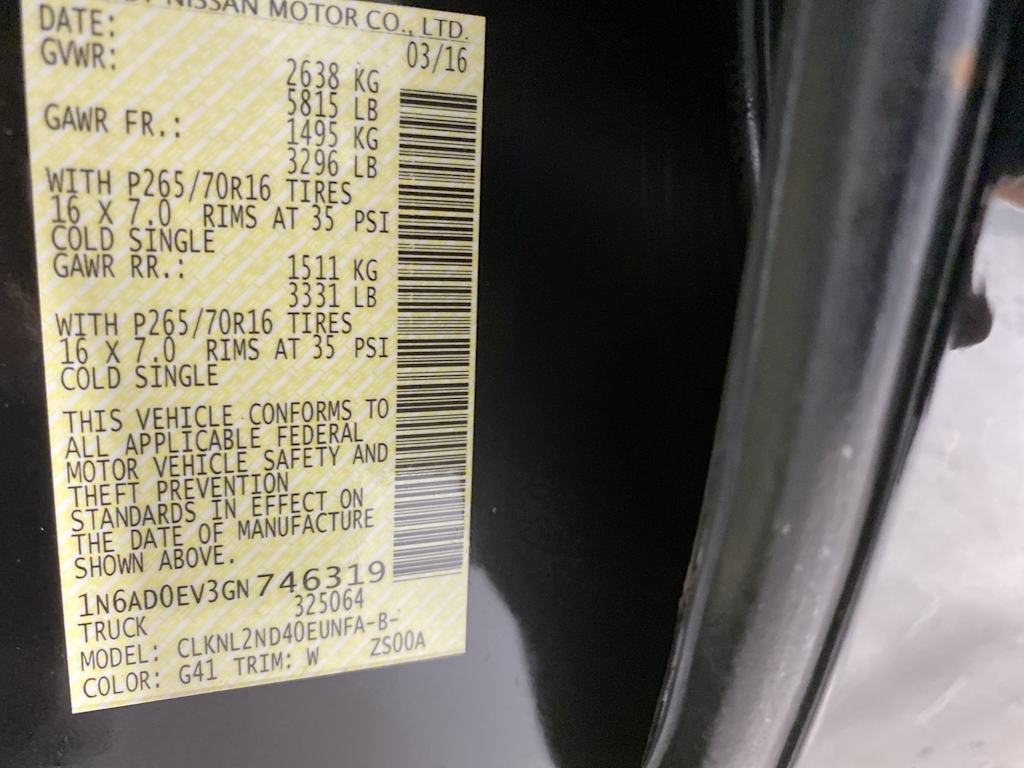 NISSAN MOTOR CO., LTD.
DATE: 03/16
GVWR: 2638 KG
5815 LB
GAWR FR.: 1495 KG
3296 LB
WITH P265/70R16 TIRES
16 X 7.0 RIMS AT 35 PSI
COLD SINGLE
GAWR RR.: 1511 KG
3331 LB
WITH P265/70R16 TIRES
16 X 7.0 RIMS AT 35 PSI
COLD SINGLE
THIS VEHICLE CONFORMS TO
ALL APPLICABLE FEDERAL
MOTOR VEHICLE SAFETY AND
THEFT PREVENTION
STANDARDS IN EFFECT ON
THE DATE OF MANUFACTURE
SHOWN ABOVE.
1N6AD0EV3GN746319
TRUCK 325064
MODEL: CLKNL2ND40EUNFA-B-
COLOR: G41 TRIM: W ZS00A